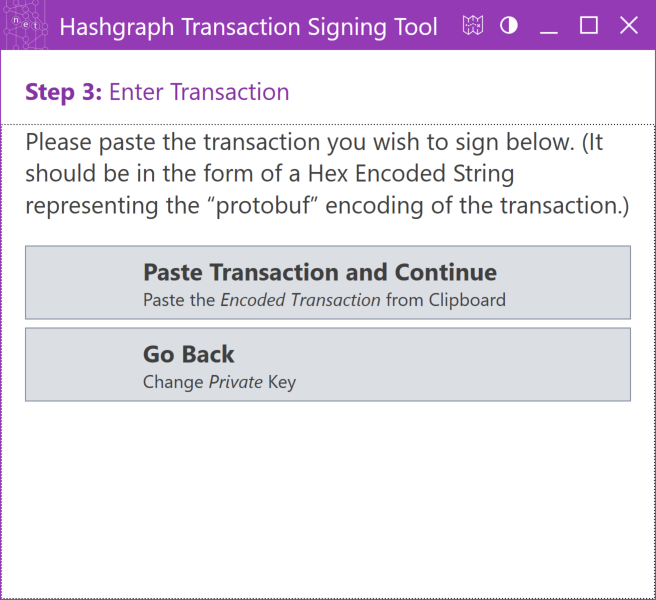 net
Hashgraph Transaction Signing Tool
Step 3: Enter Transaction
Please paste the transaction you wish to sign below. (It
should be in the form of a Hex Encoded String
representing the “protobuf” encoding of the transaction.)
Paste Transaction and Continue
Paste the Encoded Transaction from Clipboard
Go Back
Change Private Key